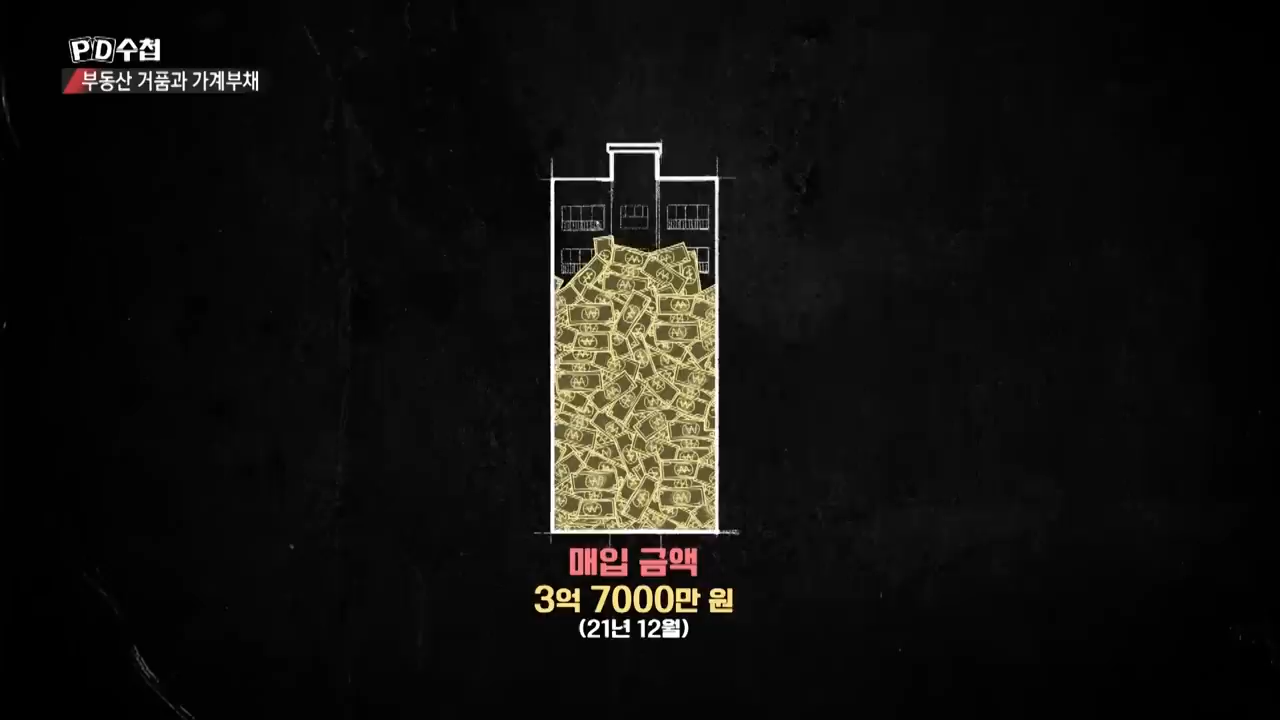 PD수첩
부동산 거품과 가계부채
매입 금액
3억 7000만 원
(21년 12월)